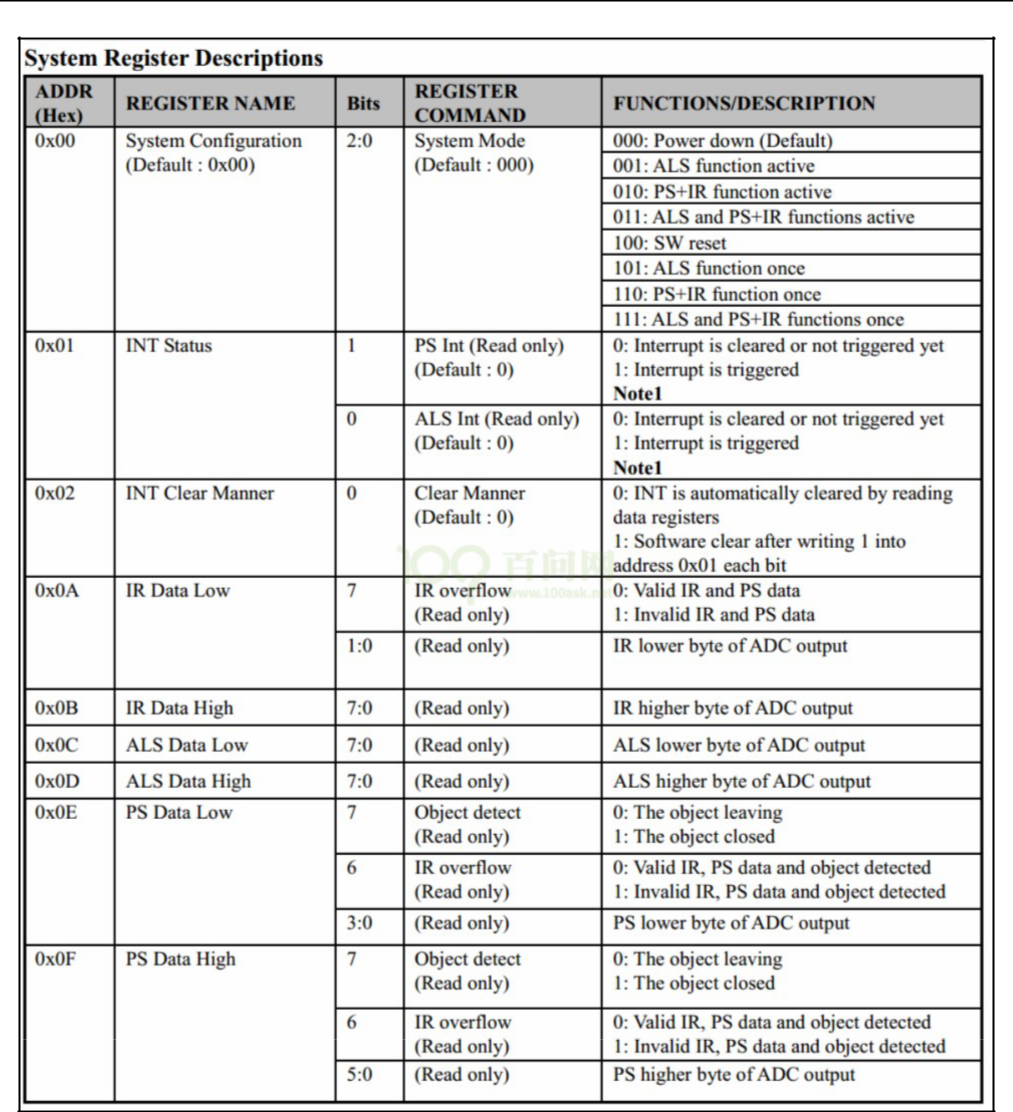 System Register Descriptions
ADDR (Hex) REGISTER NAME Bits REGISTER COMMAND FUNCTIONS/DESCRIPTION
0x00 System Configuration 2:0 System Mode 000: Power down (Default)
(Default : 0x00) (Default : 000) 001: ALS function active
010: PS+IR function active
011: ALS and PS+IR functions active
100: SW reset
101: ALS function once
110: PS+IR function once
111: ALS and PS+IR functions once
0x01 INT Status 1 PS Int (Read only) 0: Interrupt is cleared or not triggered yet
(Default : 0) 1: Interrupt is triggered
Note1
0 ALS Int (Read only) 0: Interrupt is cleared or not triggered yet
(Default : 0) 1: Interrupt is triggered
Note1
0x02 INT Clear Manner 0 Clear Manner 0: INT is automatically cleared by reading
(Default : 0) data registers
1: Software clear after writing 1 into
address 0x01 each bit
100 百问网
www.100ask.net
0x0A IR Data Low 7 IR overflow 0: Valid IR and PS data
(Read only) 1: Invalid IR and PS data
1:0 (Read only) IR lower byte of ADC output
0x0B IR Data High 7:0 (Read only) IR higher byte of ADC output
0x0C ALS Data Low 7:0 (Read only) ALS lower byte of ADC output
0x0D ALS Data High 7:0 (Read only) ALS higher byte of ADC output
0x0E PS Data Low 7 Object detect 0: The object leaving
(Read only) 1: The object closed
6 IR overflow 0: Valid IR, PS data and object detected
(Read only) 1: Invalid IR, PS data and object detected
3:0 (Read only) PS lower byte of ADC output
0x0F PS Data High 7 Object detect 0: The object leaving
(Read only) 1: The object closed
6 IR overflow 0: Valid IR, PS data and object detected
(Read only) 1: Invalid IR, PS data and object detected
5:0 (Read only) PS higher byte of ADC output